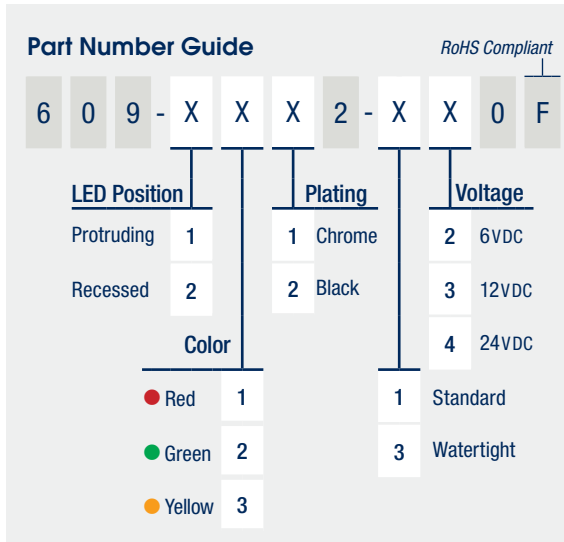 Part Number Guide
RoHS Compliant
6 0 9 - X X X 2 - X X 0 F
LED Position Plating Voltage
Protruding 1 1 Chrome 2 6VDC
Recessed 2 2 Black 3 12VDC
Color 4 24VDC
Red 1 1 Standard
Green 2 3 Watertight
Yellow 3